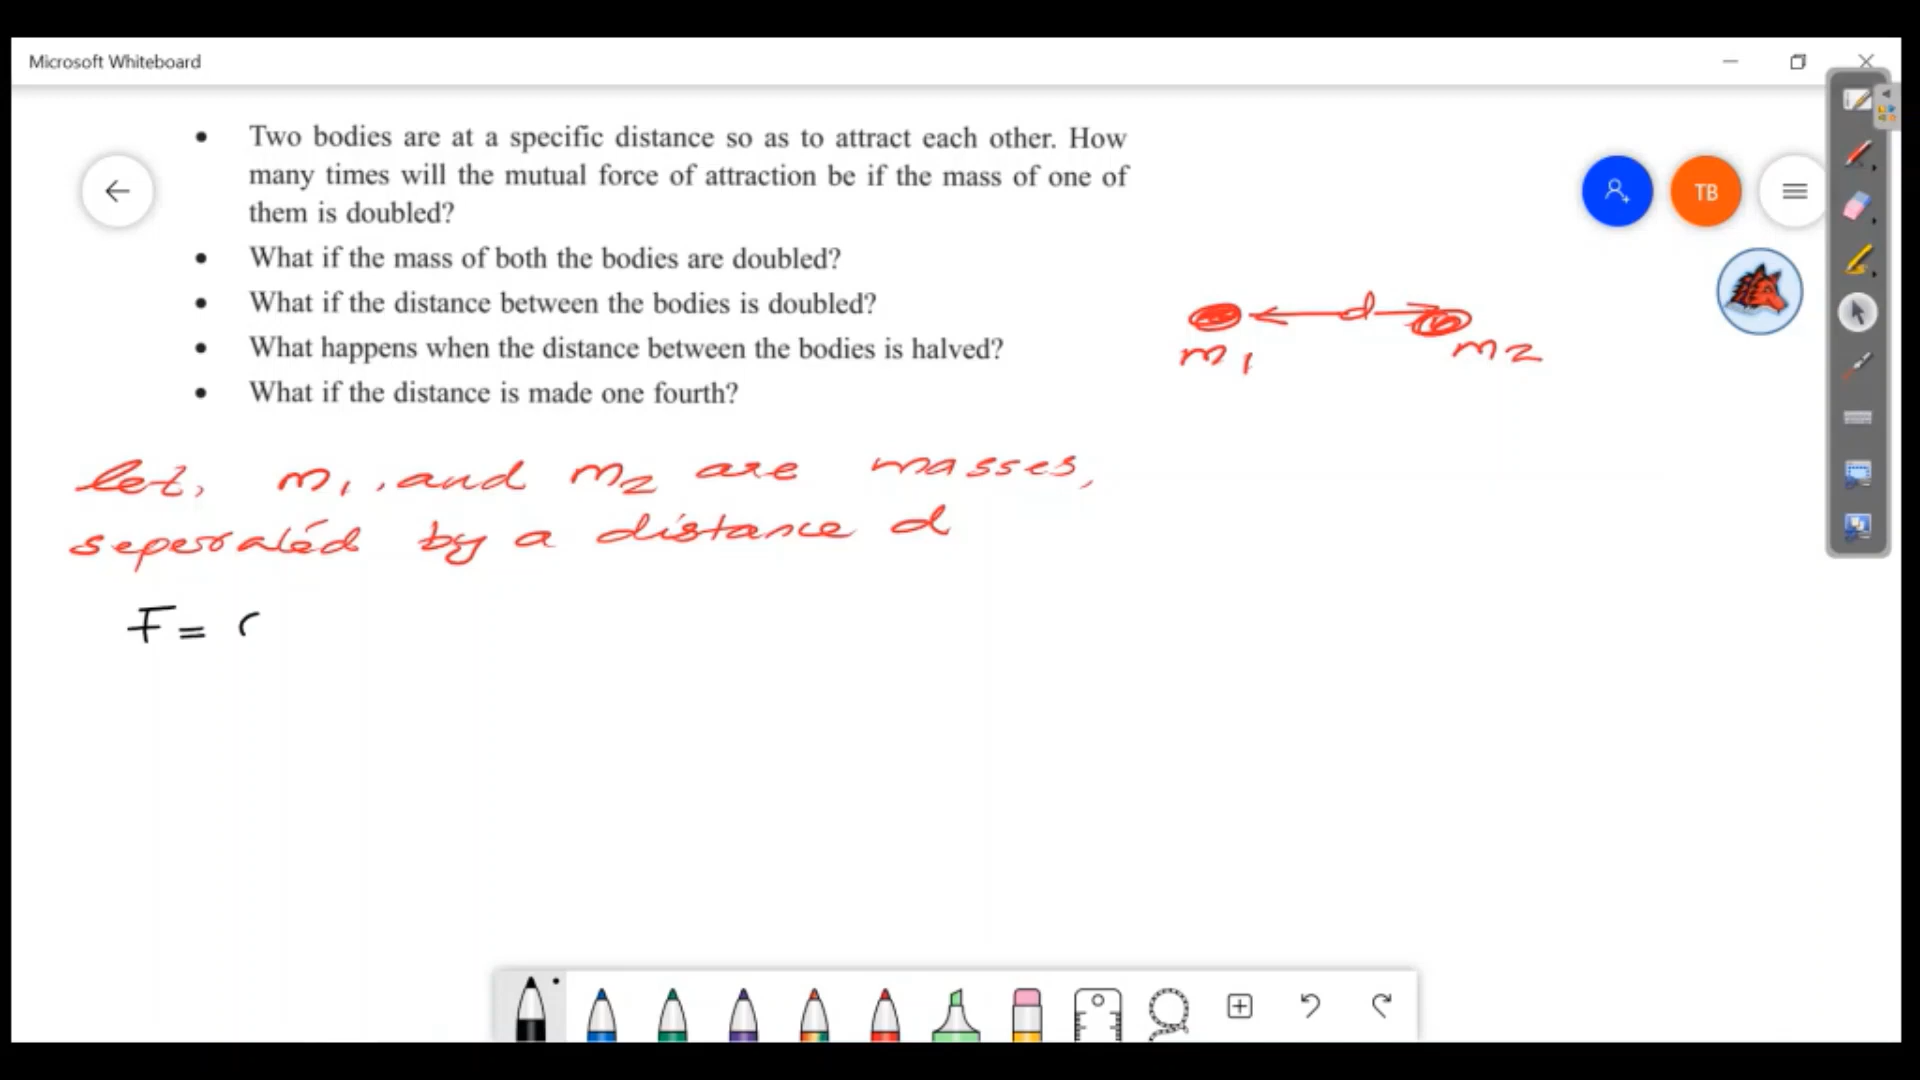 Microsoft Whiteboard
• Two bodies are at a specific distance so as to attract each other. How
many times will the mutual force of attraction be if the mass of one of
them is doubled?
• What if the mass of both the bodies are doubled?
• What if the distance between the bodies is doubled?
• What happens when the distance between the bodies is halved?
• What if the distance is made one fourth?
TB
d
m1 m2
let, m1, and m2 are masses,
seperated by a distance d
F= (